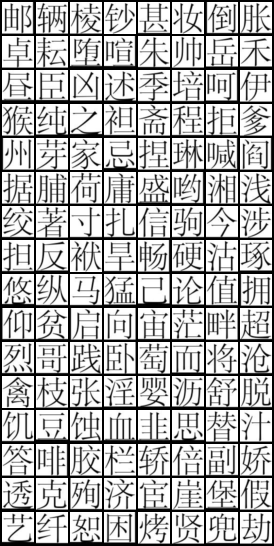 邮辆棱钞甚妆倒胀
卓耘堕喧朱帅岳禾
昼臣凶述季培呵伊
猴纯之袒斋程拒爹
州芽家忌捏琳喊阎
据脯荷庸盛哟湘浅
绞著寸扎信驹今涉
担反袱旱畅硬沽琢
悠纵马猛己论值拥
仰贫启向宙茫畔超
烈哥践卧萄而将沧
禽枝张淫婴沥舒脱
饥豆蚀血韭思替汁
答啡胶栏轿倍副娇
透克殉济宦崖堡假
艺纤恕困烤贤兜劫